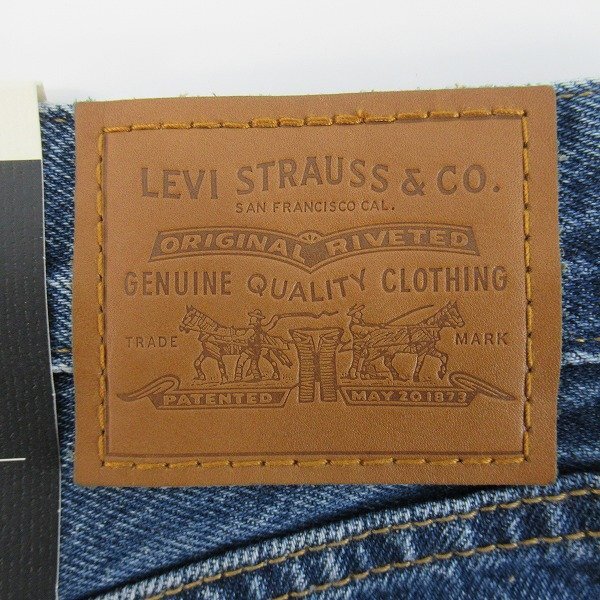 LEVI STRAUSS & CO.
SAN FRANCISCO CAL.
ORIGINAL RIVETED
GENUINE QUALITY CLOTHING
TRADE MARK
PATENTED MAY 20 1873